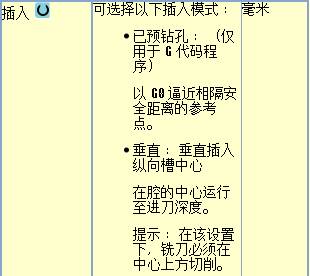 插入
可选择以下插入模式： 毫米
• 已预钻孔： （仅
用于 G 代码程
序）
以 G0 逼近相隔安
全距离的参考
点。
• 垂直：垂直插入
纵向槽中心
在腔的中心运行
至进刀深度。
提示：在该设置
下，铣刀必须在
中心上方切削。